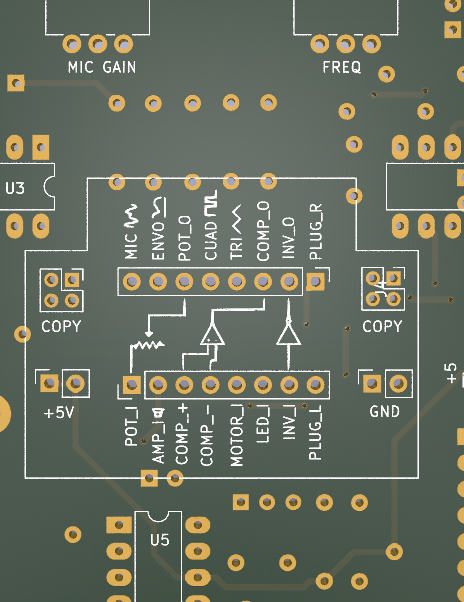 MIC GAIN
FREQ
U3
MIC
ENVO
POT_O
CUAD
TRI
COMP_O
INV_O
PLUG_R
COPY
COPY
+5V
GND
+5
POT_I
AMP_I
COMP_+
COMP_-
MOTOR_I
LED_I
INV_I
PLUG_L
U5